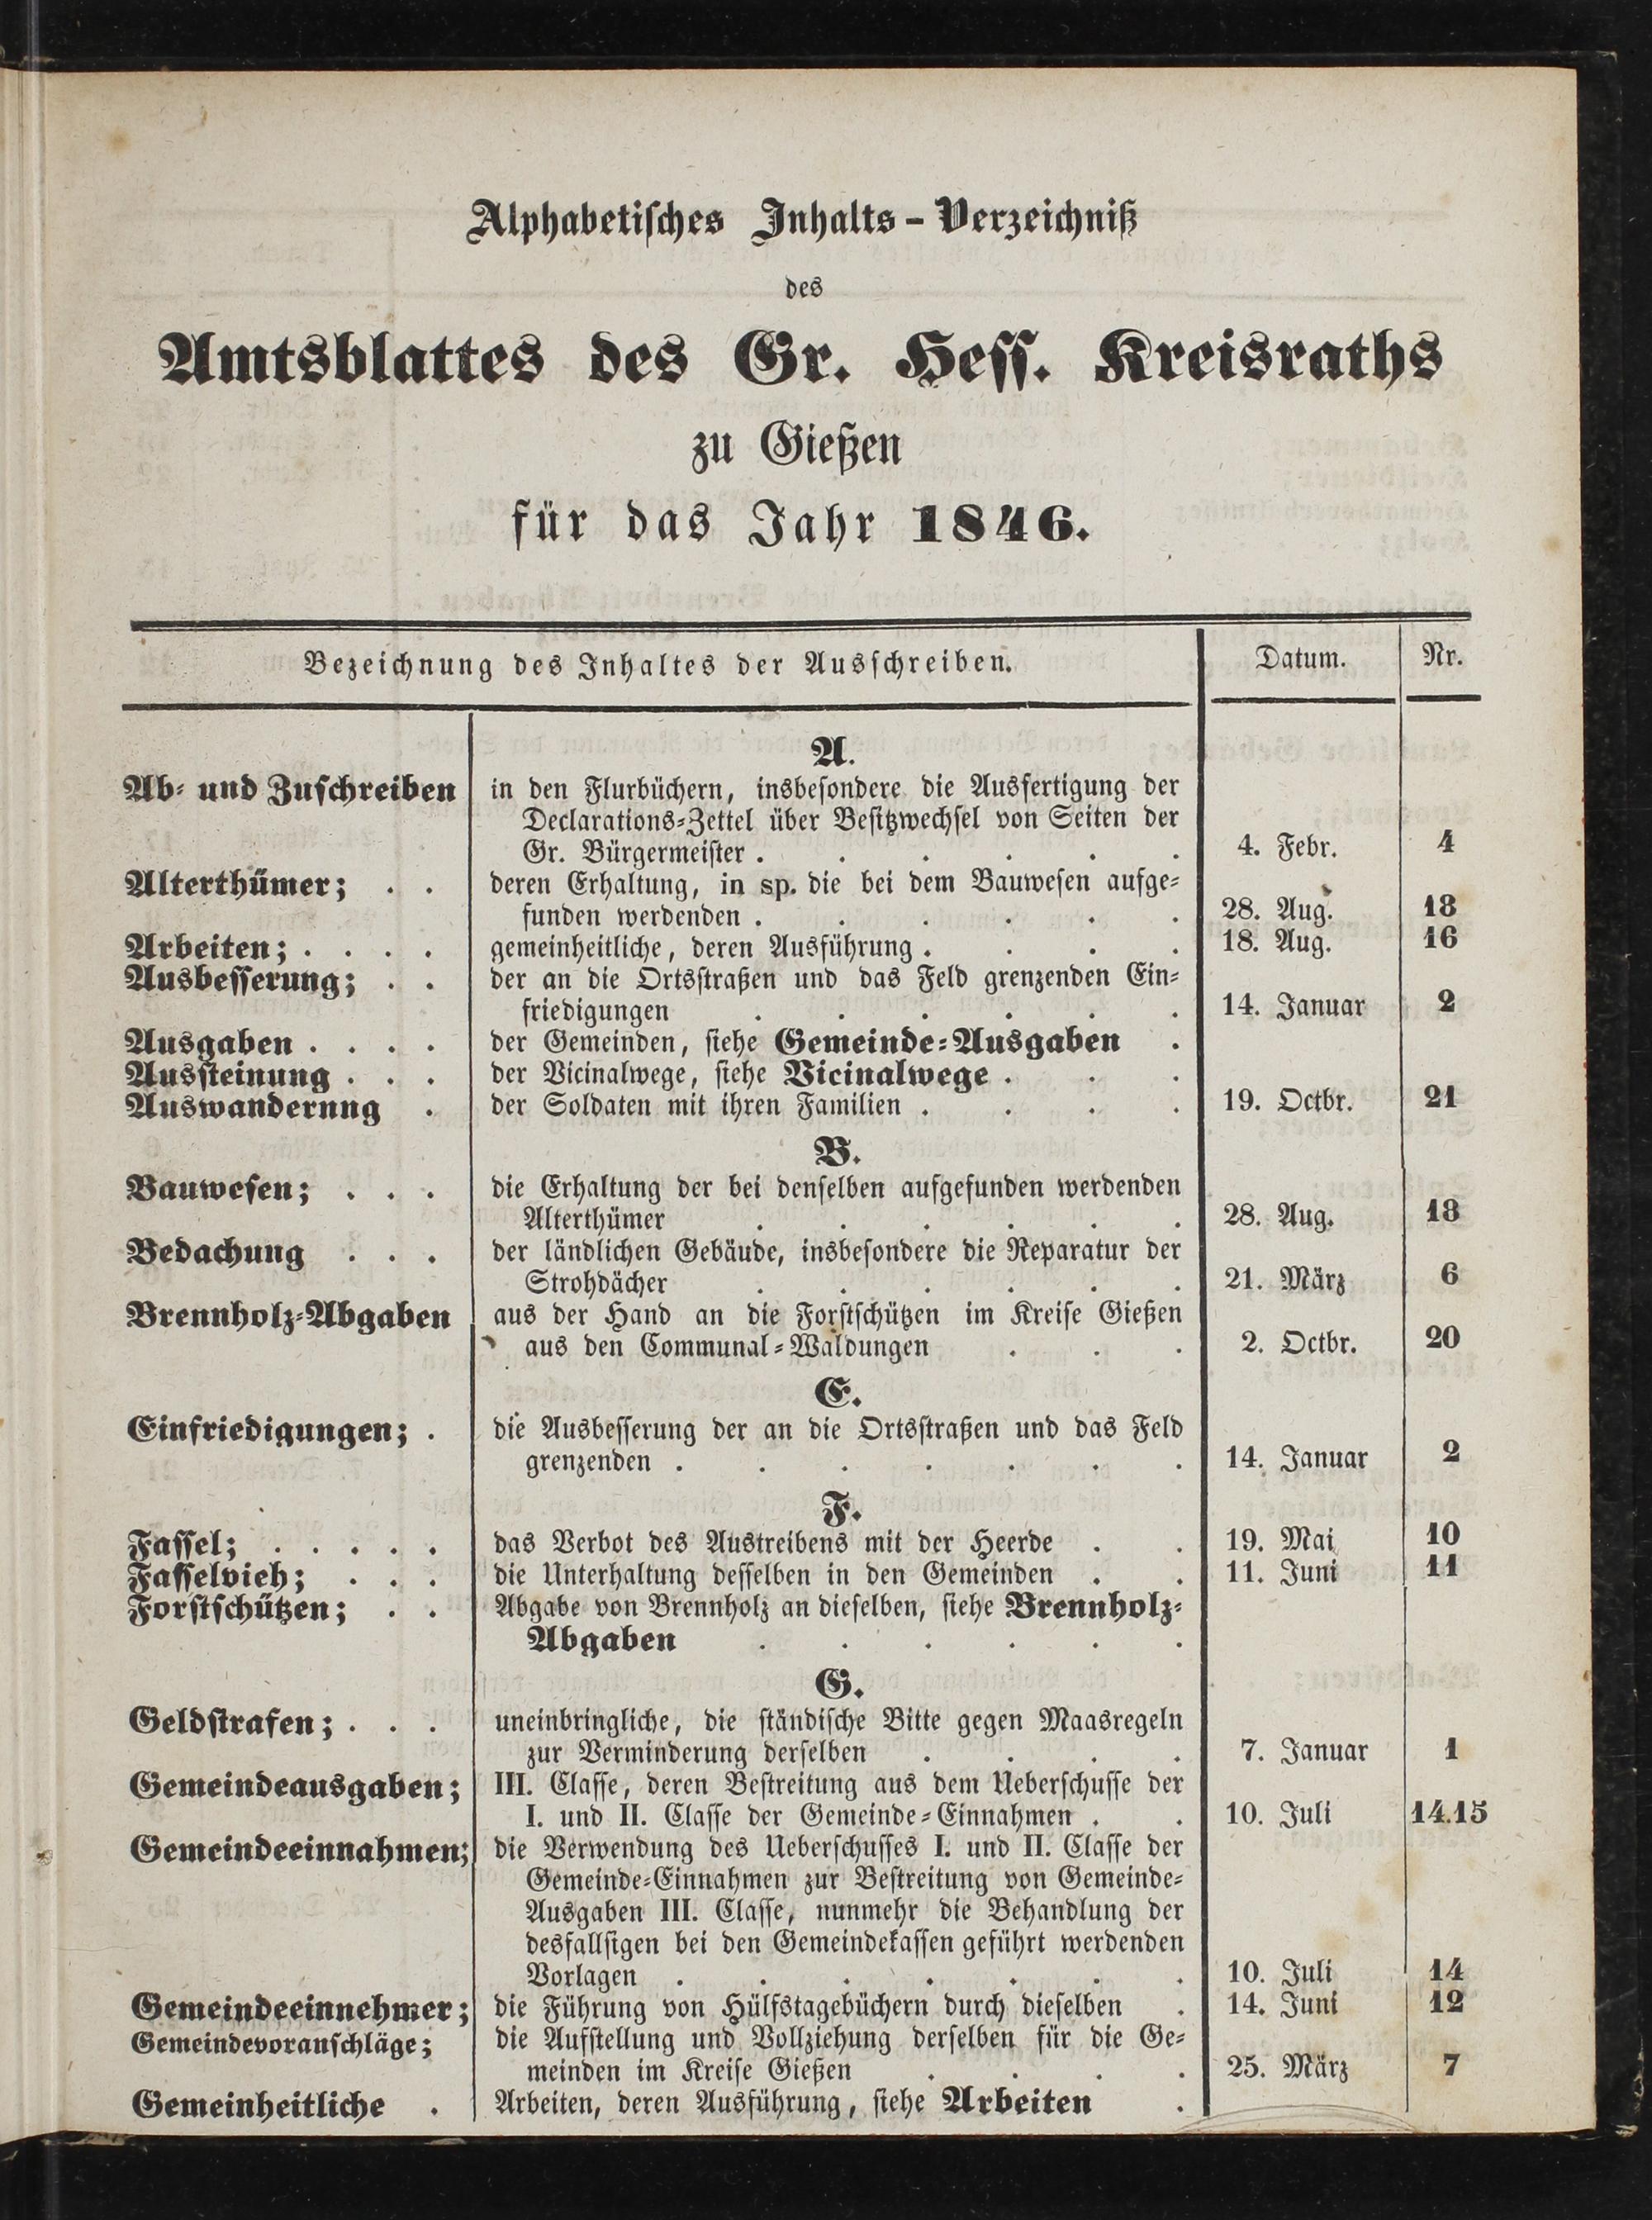 Alphabetisches Inhalts-Verzeichniß
des
Amtsblattes des Gr. Hess. Kreisraths
zu Gießen
für das Jahr 1846.
Bezeichnung des Inhaltes der Ausschreiben. Datum. Nr.
A.
Ab- und Zuschreiben in den Flurbüchern, insbesondere die Ausfertigung der
Declarations-Zettel über Besitzwechsel von Seiten der
Gr. Bürgermeister . . . . . . 4. Febr. 4
Alterthümer; . . deren Erhaltung, in sp. die bei dem Bauwesen aufge-
funden werdenden . . . . . . 28. Aug. 18
Arbeiten; . . . . gemeinheitliche, deren Ausführung . . . . 18. Aug. 16
Ausbesserung; . . der an die Ortsstraßen und das Feld grenzenden Ein-
friedigungen . . . . . . 14. Januar 2
Ausgaben . . . . der Gemeinden, siehe Gemeinde-Ausgaben .
Aussteinung . . . der Vicinalwege, siehe Vicinalwege . . .
Auswandernng . der Soldaten mit ihren Familien . . . . 19. Octbr. 21
B.
Bauwesen; . . . die Erhaltung der bei denselben aufgefunden werdenden
Alterthümer . . . . . . 28. Aug. 18
Bedachung . . . der ländlichen Gebäude, insbesondere die Reparatur der
Strohdächer . . . . . . 21. März 6
Brennholz-Abgaben aus der Hand an die Forstschützen im Kreise Gießen
aus den Communal-Waldungen . . . 2. Octbr. 20
E.
Einfriedigungen; . die Ausbesserung der an die Ortsstraßen und das Feld
grenzenden . . . . . . . 14. Januar 2
F.
Fassel; . . . . . das Verbot des Austreibens mit der Heerde . . 19. Mai 10
Fasselvieh; . . . die Unterhaltung desselben in den Gemeinden . . 11. Juni 11
Forstschützen; . . Abgabe von Brennholz an dieselben, siehe Brennholz-
Abgaben . . . . . .
G.
Geldstrafen; . . . uneinbringliche, die ständische Bitte gegen Maasregeln
zur Verminderung derselben . . . . 7. Januar 1
Gemeindeausgaben; III. Classe, deren Bestreitung aus dem Ueberschusse der
I. und II. Classe der Gemeinde-Einnahmen . . 10. Juli 14.15
Gemeindeeinnahmen; die Verwendung des Ueberschusses I. und II. Classe der
Gemeinde-Einnahmen zur Bestreitung von Gemeinde-
Ausgaben III. Classe, nunmehr die Behandlung der
desfallsigen bei den Gemeindekassen geführt werdenden
Vorlagen . . . . . . . 10. Juli 14
Gemeindeeinnehmer; die Führung von Hülfstagebüchern durch dieselben . 14. Juni 12
Gemeindevoranschläge; die Aufstellung und Vollziehung derselben für die Ge-
meinden im Kreise Gießen . . . . 25. März 7
Gemeinheitliche . Arbeiten, deren Ausführung, siehe Arbeiten .